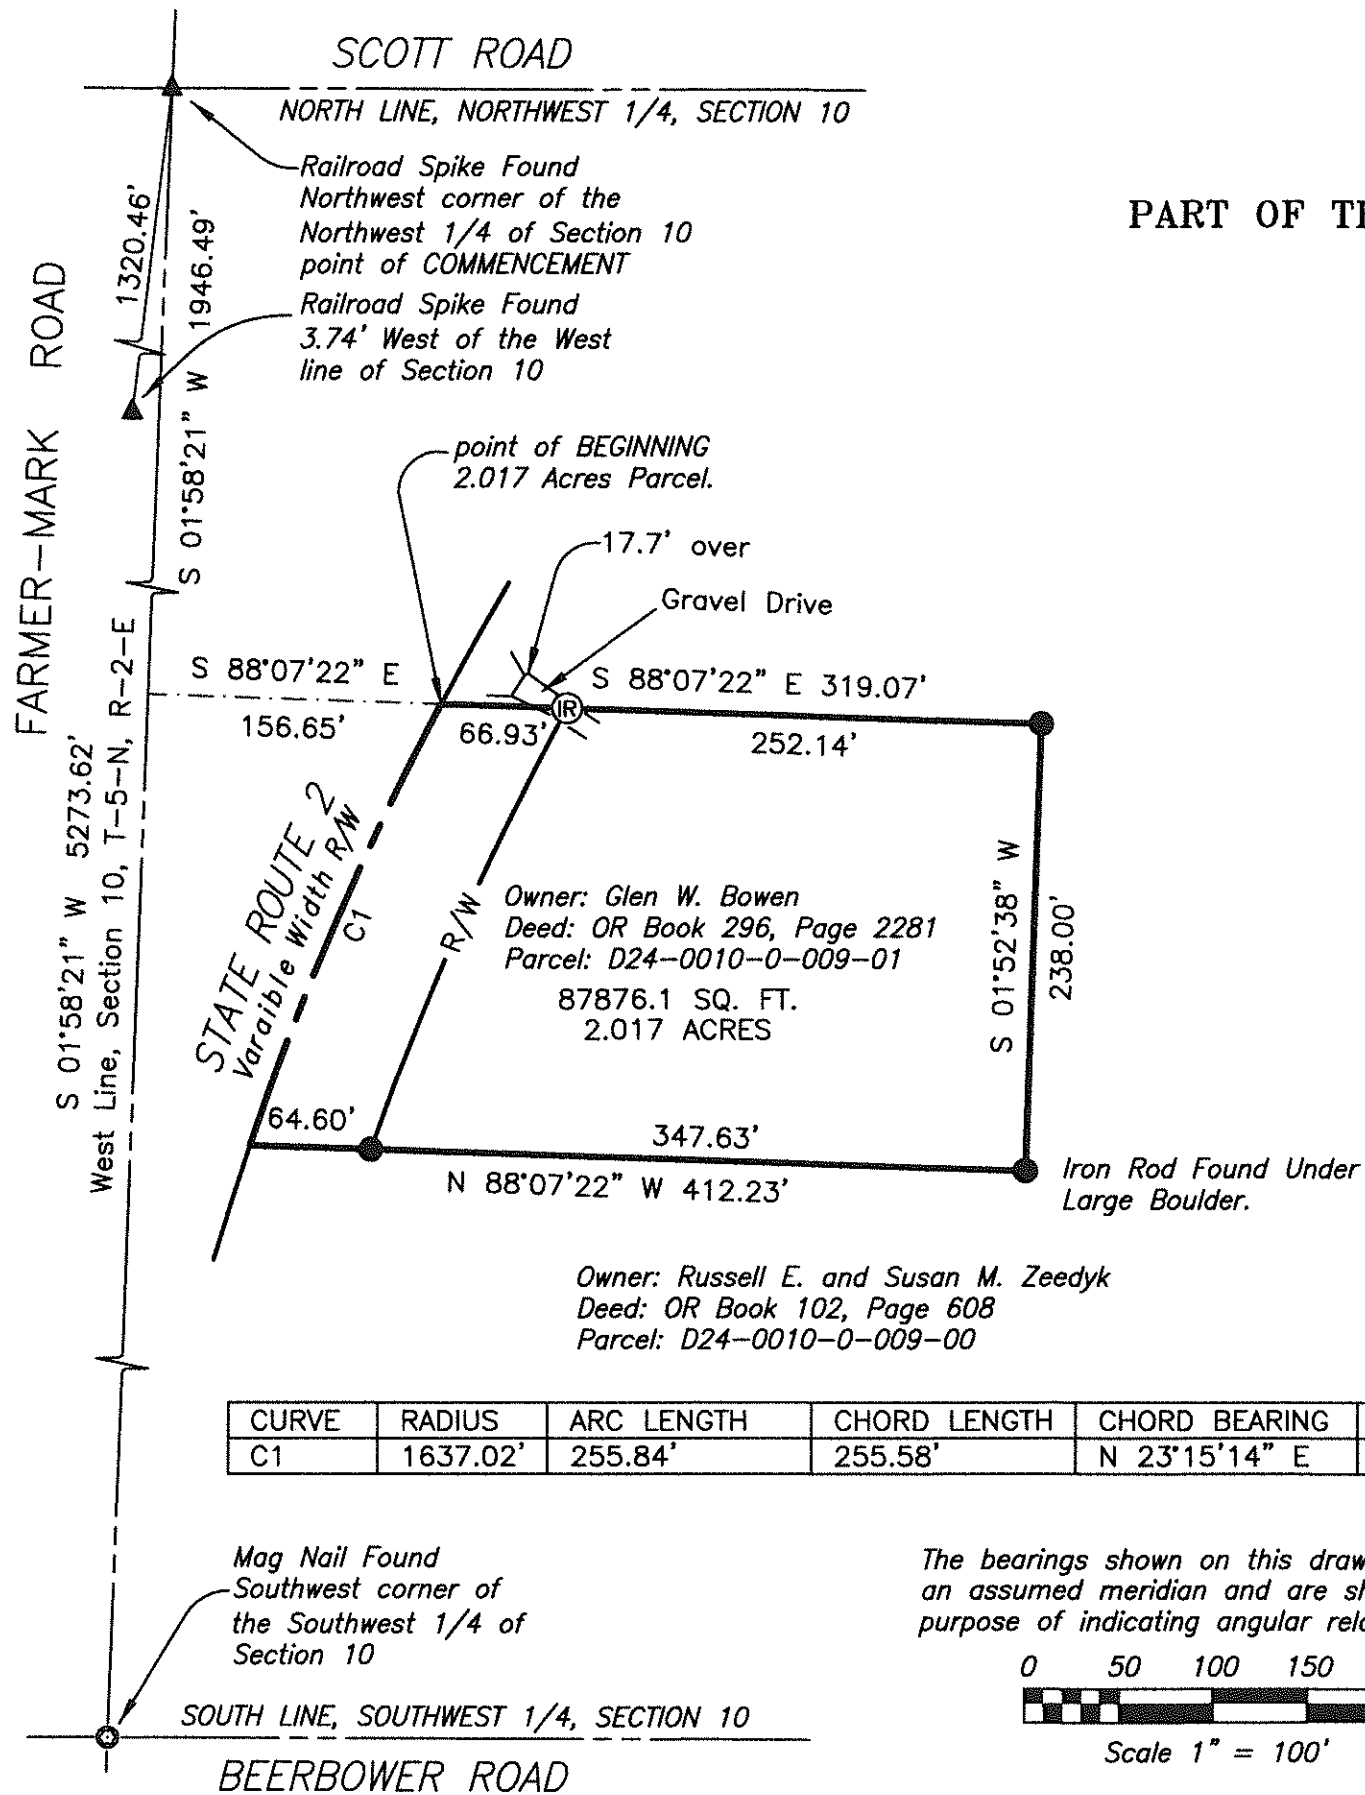 SCOTT ROAD
NORTH LINE, NORTHWEST 1/4, SECTION 10
Railroad Spike Found
Northwest corner of the
Northwest 1/4 of Section 10
point of COMMENCEMENT
Railroad Spike Found
3.74' West of the West
line of Section 10
1320.46'
S 01°58'21" W 1946.49'
FARMER-MARK ROAD
PART OF TH
point of BEGINNING
2.017 Acres Parcel.
17.7' over
Gravel Drive
S 88°07'22" E
156.65'
S 88°07'22" E 319.07'
IR
66.93'
252.14'
S 01°58'21" W 5273.62'
West Line, Section 10, T-5-N, R-2-E
STATE ROUTE 2
Varaible Width R/W
C1
R/W
Owner: Glen W. Bowen
Deed: OR Book 296, Page 2281
Parcel: D24-0010-0-009-01
87876.1 SQ. FT.
2.017 ACRES
S 01°52'38" W
238.00'
64.60'
347.63'
N 88°07'22" W 412.23'
Iron Rod Found Under
Large Boulder.
Owner: Russell E. and Susan M. Zeedyk
Deed: OR Book 102, Page 608
Parcel: D24-0010-0-009-00
CURVE RADIUS ARC LENGTH CHORD LENGTH CHORD BEARING
C1 1637.02' 255.84' 255.58' N 23°15'14" E
Mag Nail Found
Southwest corner of
the Southwest 1/4 of
Section 10
The bearings shown on this draw
an assumed meridian and are sh
purpose of indicating angular rela
0 50 100 150
Scale 1" = 100'
SOUTH LINE, SOUTHWEST 1/4, SECTION 10
BEERBOWER ROAD